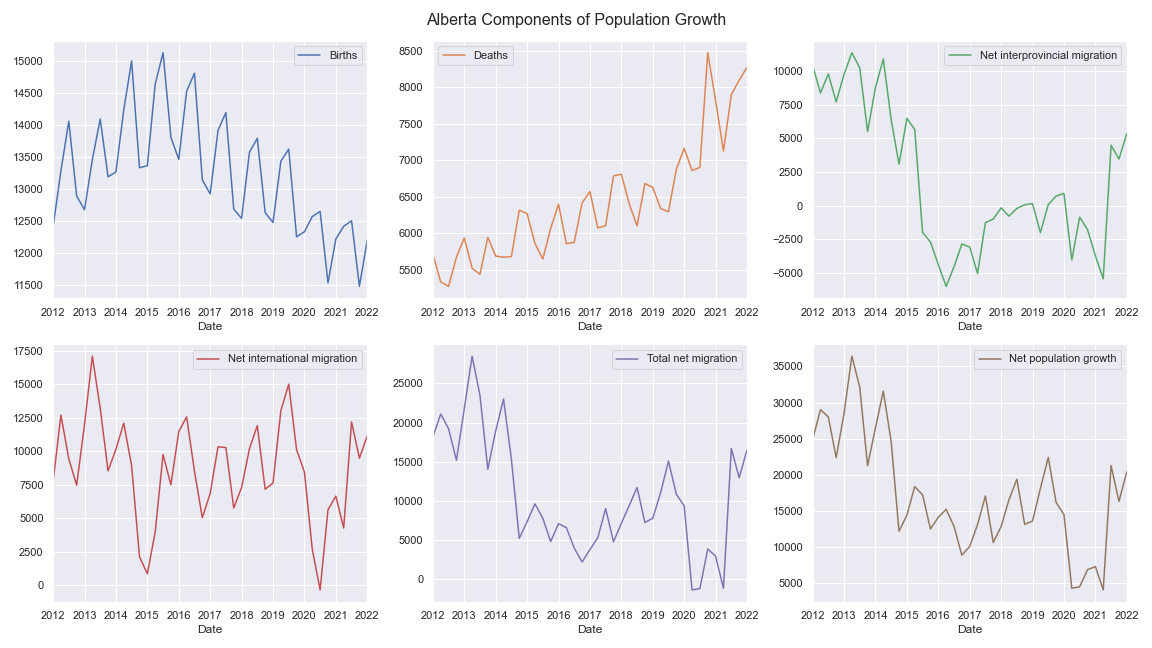 Alberta Components of Population Growth
Births
15000
14500
14000
13500
13000
12500
12000
11500
2012 2013 2014 2015 2016 2017 2018 2019 2020 2021 2022
Date
Deaths
8500
8000
7500
7000
6500
6000
5500
2012 2013 2014 2015 2016 2017 2018 2019 2020 2021 2022
Date
Net interprovincial migration
10000
7500
5000
2500
0
−2500
−5000
2012 2013 2014 2015 2016 2017 2018 2019 2020 2021 2022
Date
Net international migration
17500
15000
12500
10000
7500
5000
2500
0
2012 2013 2014 2015 2016 2017 2018 2019 2020 2021 2022
Date
Total net migration
25000
20000
15000
10000
5000
0
2012 2013 2014 2015 2016 2017 2018 2019 2020 2021 2022
Date
Net population growth
35000
30000
25000
20000
15000
10000
5000
2012 2013 2014 2015 2016 2017 2018 2019 2020 2021 2022
Date